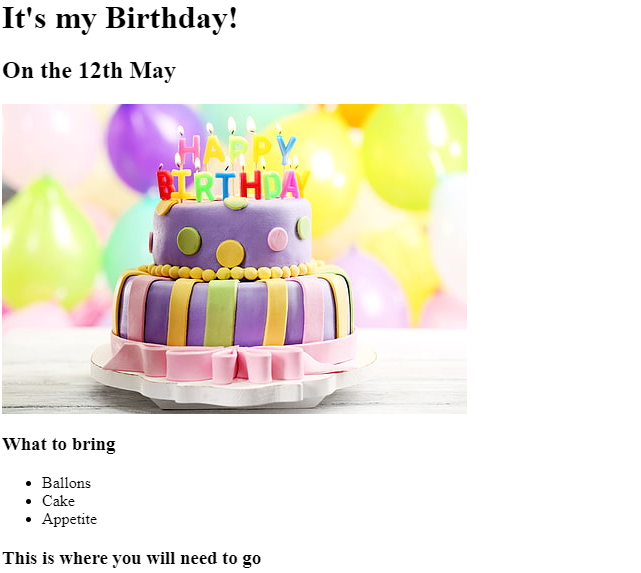 It's my Birthday!
On the 12th May
HAPPY
BIRTHDAY
What to bring
Ballons
Cake
Appetite
This is where you will need to go